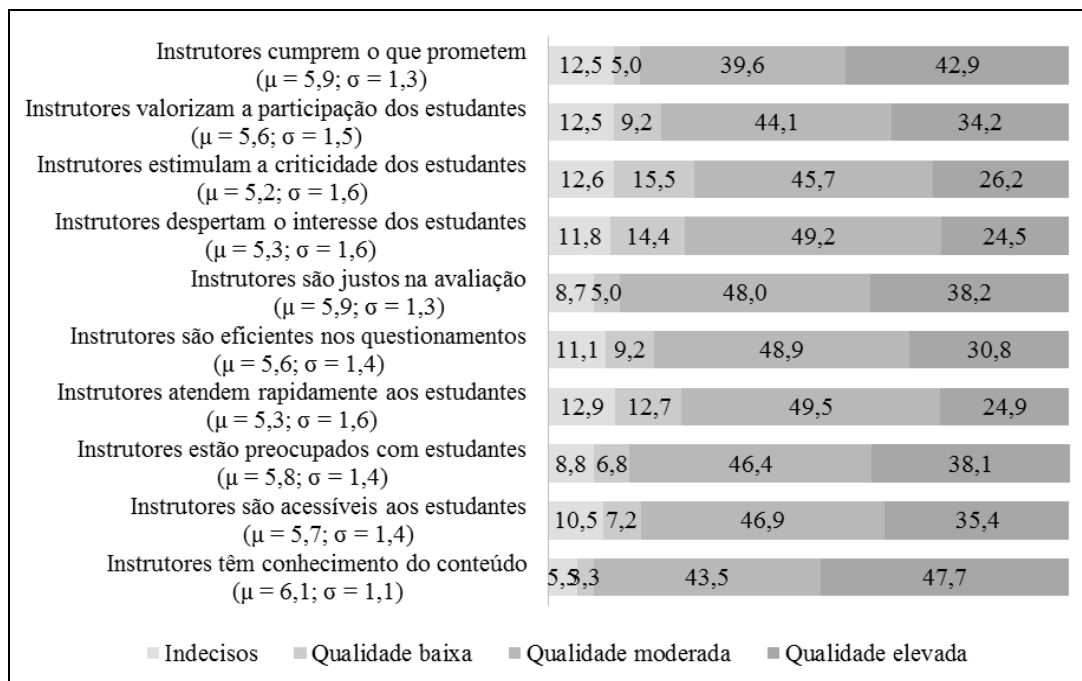 Instrutores cumprem o que prometem
(μ = 5,9; σ = 1,3)
12,5 5,0 39,6 42,9
Instrutores valorizam a participação dos estudantes
(μ = 5,6; σ = 1,5)
12,5 9,2 44,1 34,2
Instrutores estimulam a criticidade dos estudantes
(μ = 5,2; σ = 1,6)
12,6 15,5 45,7 26,2
Instrutores despertam o interesse dos estudantes
(μ = 5,3; σ = 1,6)
11,8 14,4 49,2 24,5
Instrutores são justos na avaliação
(μ = 5,9; σ = 1,3)
8,7 5,0 48,0 38,2
Instrutores são eficientes nos questionamentos
(μ = 5,6; σ = 1,4)
11,1 9,2 48,9 30,8
Instrutores atendem rapidamente aos estudantes
(μ = 5,3; σ = 1,6)
12,9 12,7 49,5 24,9
Instrutores estão preocupados com estudantes
(μ = 5,8; σ = 1,4)
8,8 6,8 46,4 38,1
Instrutores são acessíveis aos estudantes
(μ = 5,7; σ = 1,4)
10,5 7,2 46,9 35,4
Instrutores têm conhecimento do conteúdo
(μ = 6,1; σ = 1,1)
5,5 3,3 43,5 47,7
Indecisos Qualidade baixa Qualidade moderada Qualidade elevada